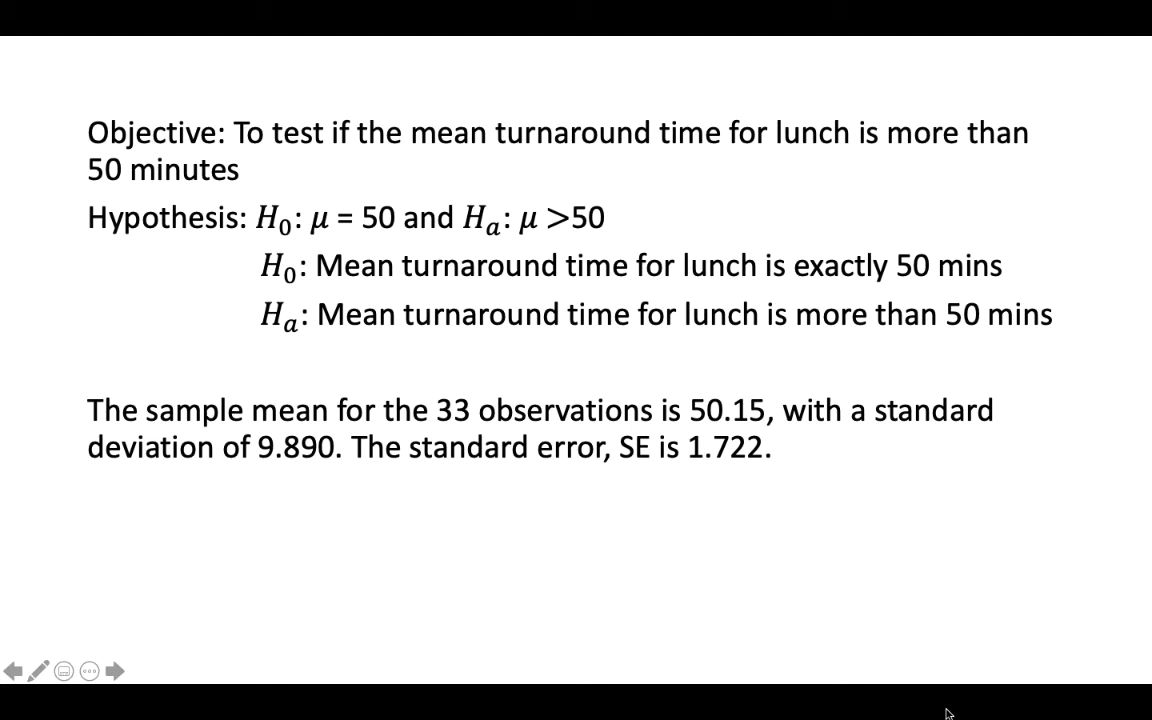 Objective: To test if the mean turnaround time for lunch is more than
50 minutes
Hypothesis: H₀: μ = 50 and Hₐ: μ >50
H₀: Mean turnaround time for lunch is exactly 50 mins
Hₐ: Mean turnaround time for lunch is more than 50 mins
The sample mean for the 33 observations is 50.15, with a standard
deviation of 9.890. The standard error, SE is 1.722.